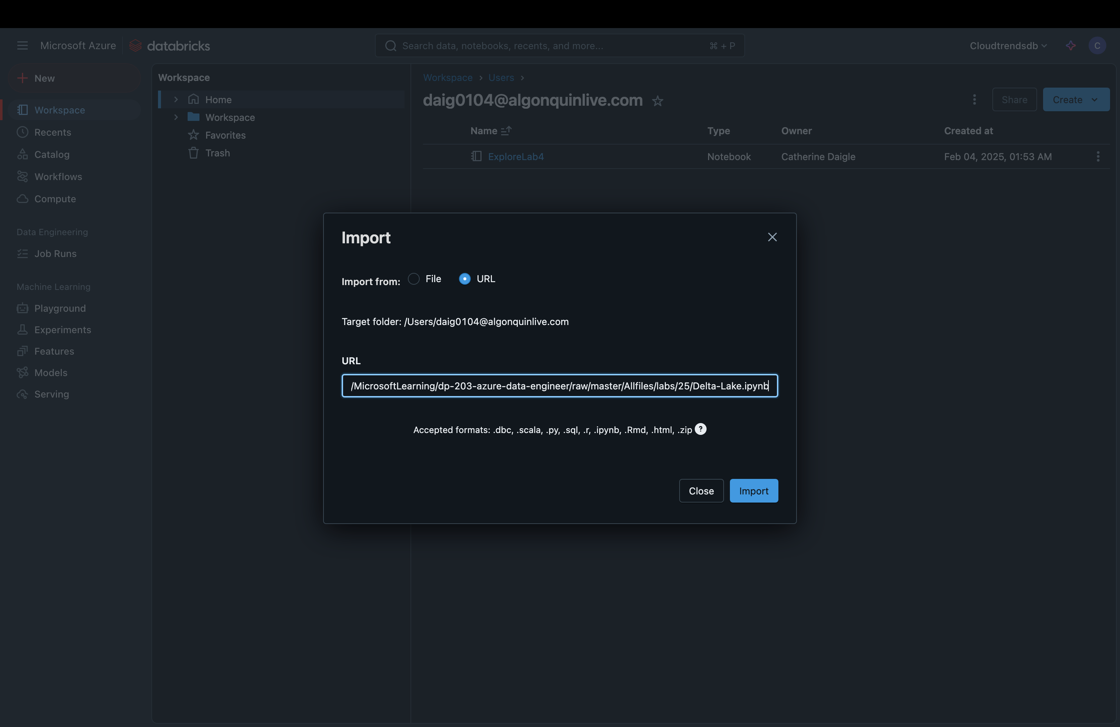 Microsoft Azure databricks
Search data, notebooks, recents, and more... ⌘ + P
Cloudtrendsdb
C
New
Workspace
Recents
Catalog
Workflows
Compute
Data Engineering
Job Runs
Machine Learning
Playground
Experiments
Features
Models
Serving
Workspace
Home
Workspace
Favorites
Trash
Workspace › Users ›
daig0104@algonquinlive.com
Share
Create
Name Type Owner Created at
ExploreLab4 Notebook Catherine Daigle Feb 04, 2025, 01:53 AM
Import
Import from: File URL
Target folder: /Users/daig0104@algonquinlive.com
URL
/MicrosoftLearning/dp-203-azure-data-engineer/raw/master/Allfiles/labs/25/Delta-Lake.ipynb
Accepted formats: .dbc, .scala, .py, .sql, .r, .ipynb, .Rmd, .html, .zip ?
Close Import